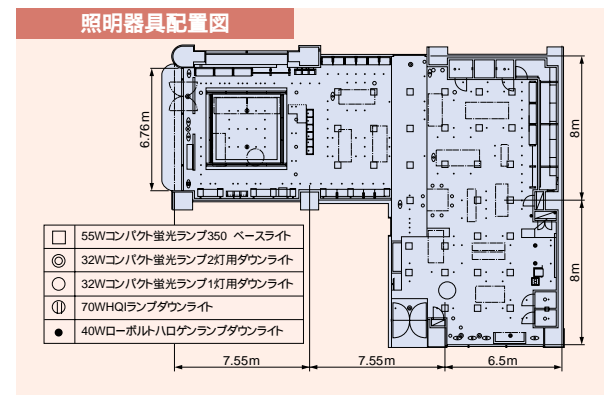 照明器具配置図
6.76m
8m
8m
55Wコンパクト蛍光ランプ350 ベースライト
32Wコンパクト蛍光ランプ2灯用ダウンライト
32Wコンパクト蛍光ランプ1灯用ダウンライト
70WHQIランプダウンライト
40Wローボルトハロゲンランプダウンライト
7.55m
7.55m
6.5m